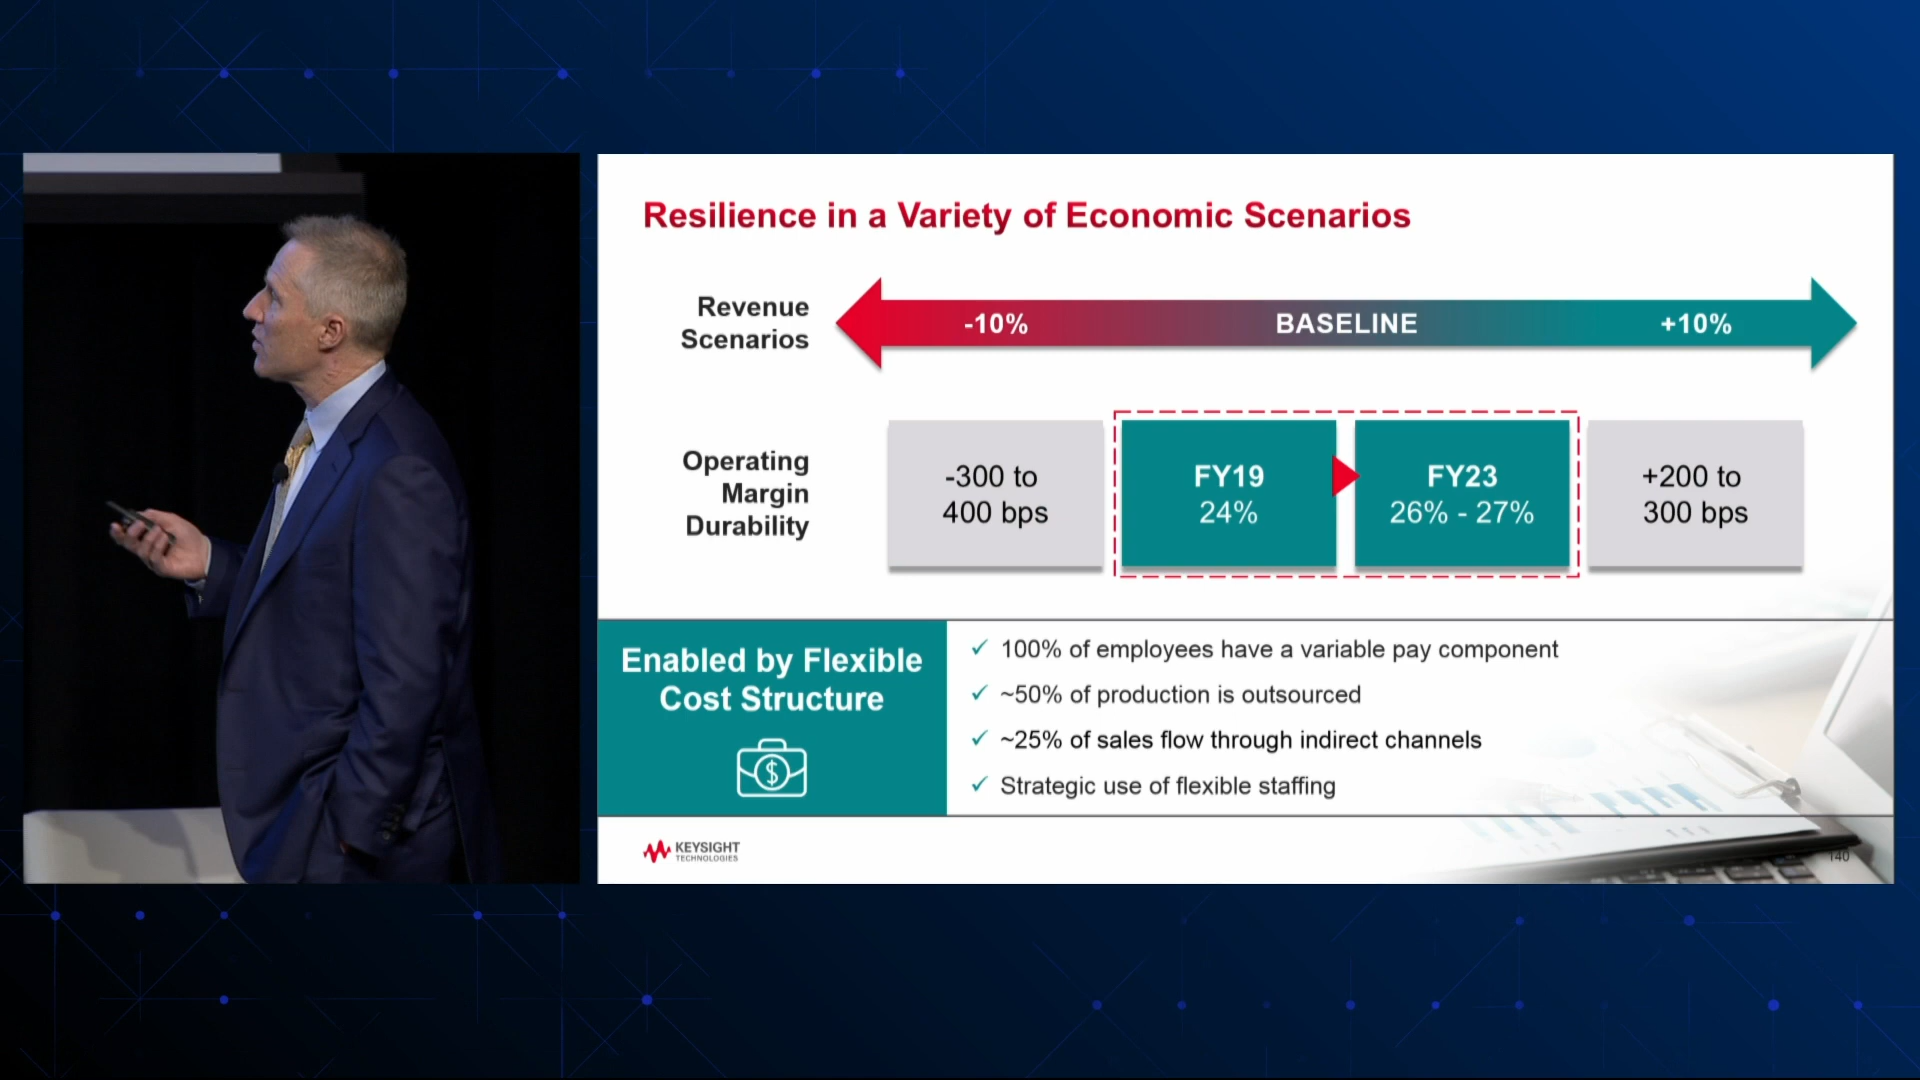 Resilience in a Variety of Economic Scenarios
Revenue
Scenarios
-10%
BASELINE
+10%
Operating
Margin
Durability
-300 to
400 bps
FY19
24%
FY23
26% - 27%
+200 to
300 bps
Enabled by Flexible
Cost Structure
$
✓ 100% of employees have a variable pay component
✓ ~50% of production is outsourced
✓ ~25% of sales flow through indirect channels
✓ Strategic use of flexible staffing
KEYSIGHT
TECHNOLOGIES
140